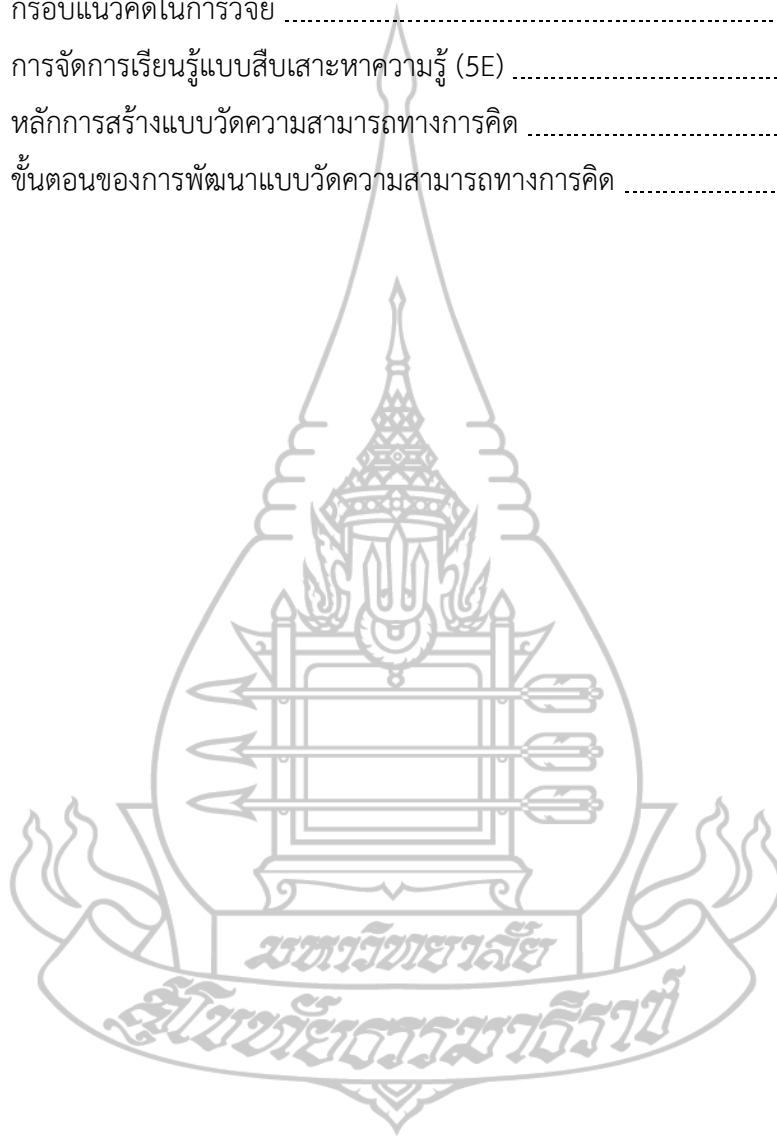 กรอบแนวคิดในการวิจัย
การจัดการเรียนรู้แบบสืบเสาะหาความรู้ (5E)
หลักการสร้างแบบวัดความสามารถทางการคิด
ขั้นตอนของการพัฒนาแบบวัดความสามารถทางการคิด
มหาวิทยาลัย
สุโขทัยธรรมาธิราช